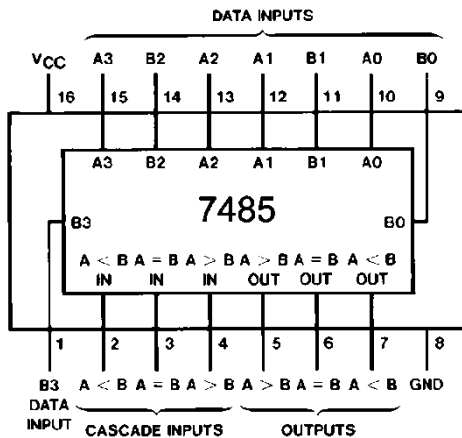 DATA INPUTS
VCC A3 B2 A2 A1 B1 A0 B0
16 15 14 13 12 11 10 9
A3 B2 A2 A1 B1 A0
7485
B3 B0
A < B A = B A > B A > B A = B A < B
IN IN IN OUT OUT OUT
1 2 3 4 5 6 7 8
B3 A < B A = B A > B A > B A = B A < B GND
DATA
INPUT CASCADE INPUTS OUTPUTS